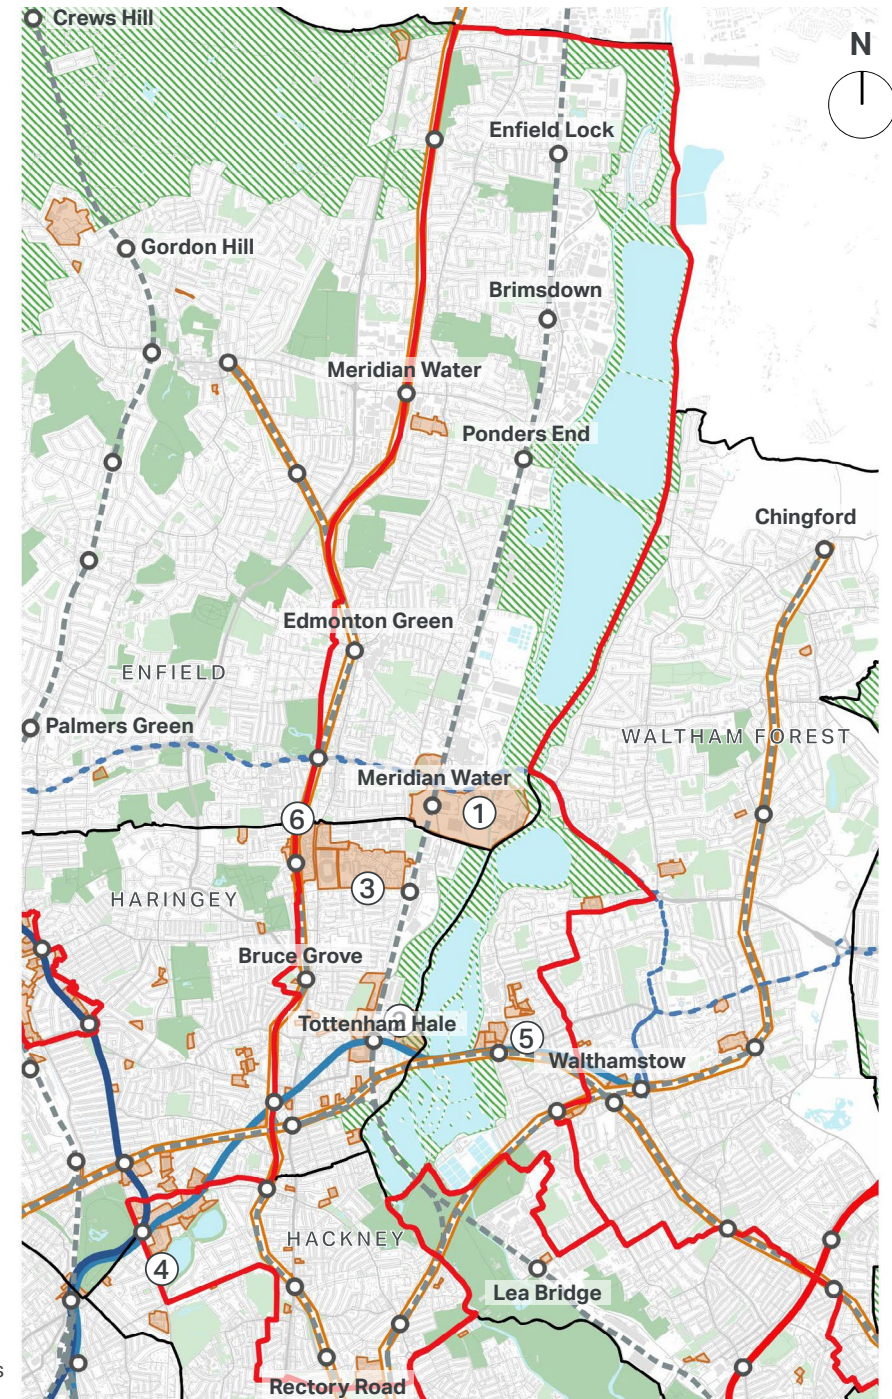 Crews Hill
N
Enfield Lock
Gordon Hill
Brimsdown
Meridian Water
Ponders End
Chingford
Edmonton Green
ENFIELD
Palmers Green
WALTHAM FOREST
Meridian Water
1
6
3
HARINGEY
Bruce Grove
Tottenham Hale
5
Walthamstow
HACKNEY
4
Lea Bridge
s
Rectory Road